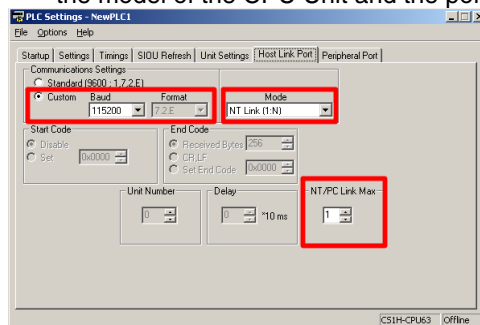 the model of the CPU Unit and the po
PLC Settings - NewPLC1
File Options Help
Startup Settings Timings SIOU Refresh Unit Settings Host Link Port Peripheral Port
Communications Settings
Standard (9600 ; 1,7,2,E)
Custom Baud Format Mode
115200 7,2,E NT Link (1:N)
Start Code End Code
Disable Received Bytes 256
Set 0x0000 CR,LF
Set End Code 0x0000
Unit Number Delay NT/PC Link Max
0 0 *10 ms 1
CS1H-CPU63 Offline